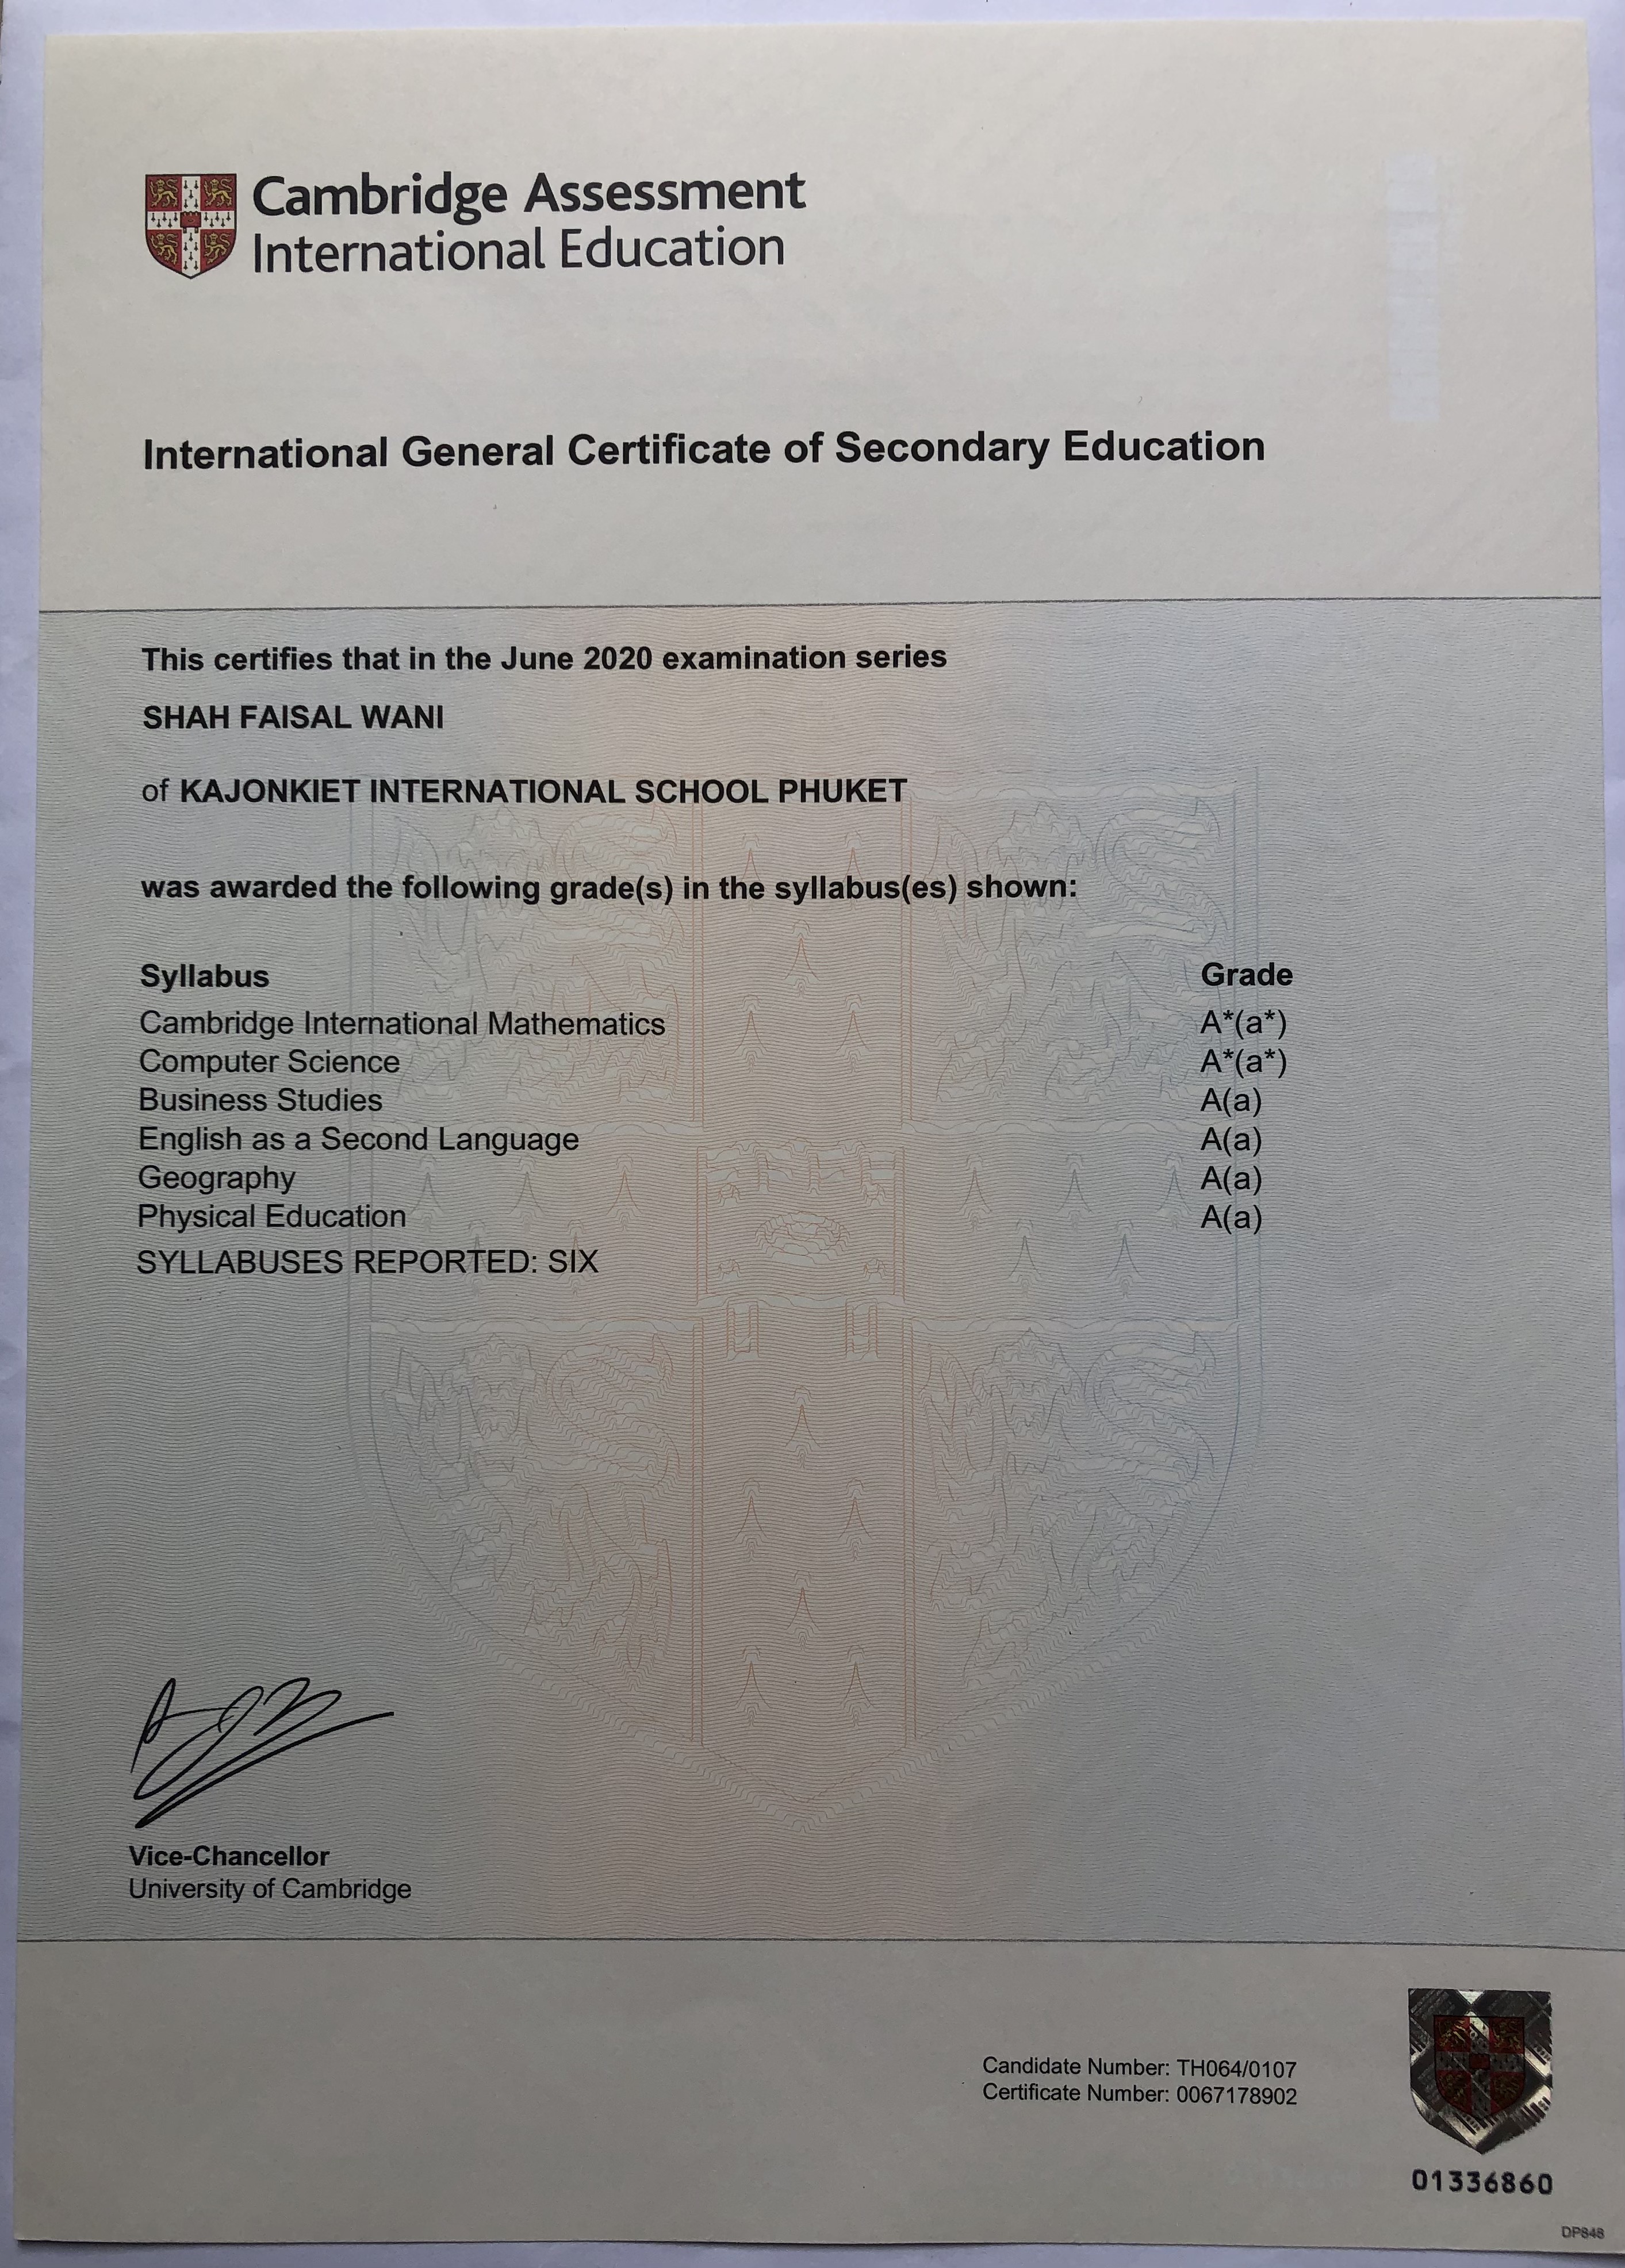 Cambridge Assessment
International Education
International General Certificate of Secondary Education
This certifies that in the June 2020 examination series
SHAH FAISAL WANI
of KAJONKIET INTERNATIONAL SCHOOL PHUKET
was awarded the following grade(s) in the syllabus(es) shown:
Syllabus Grade
Cambridge International Mathematics A*(a*)
Computer Science A*(a*)
Business Studies A(a)
English as a Second Language A(a)
Geography A(a)
Physical Education A(a)
SYLLABUSES REPORTED: SIX
Vice-Chancellor
University of Cambridge
Candidate Number: TH064/0107
Certificate Number: 0067178902
01336860
DP848